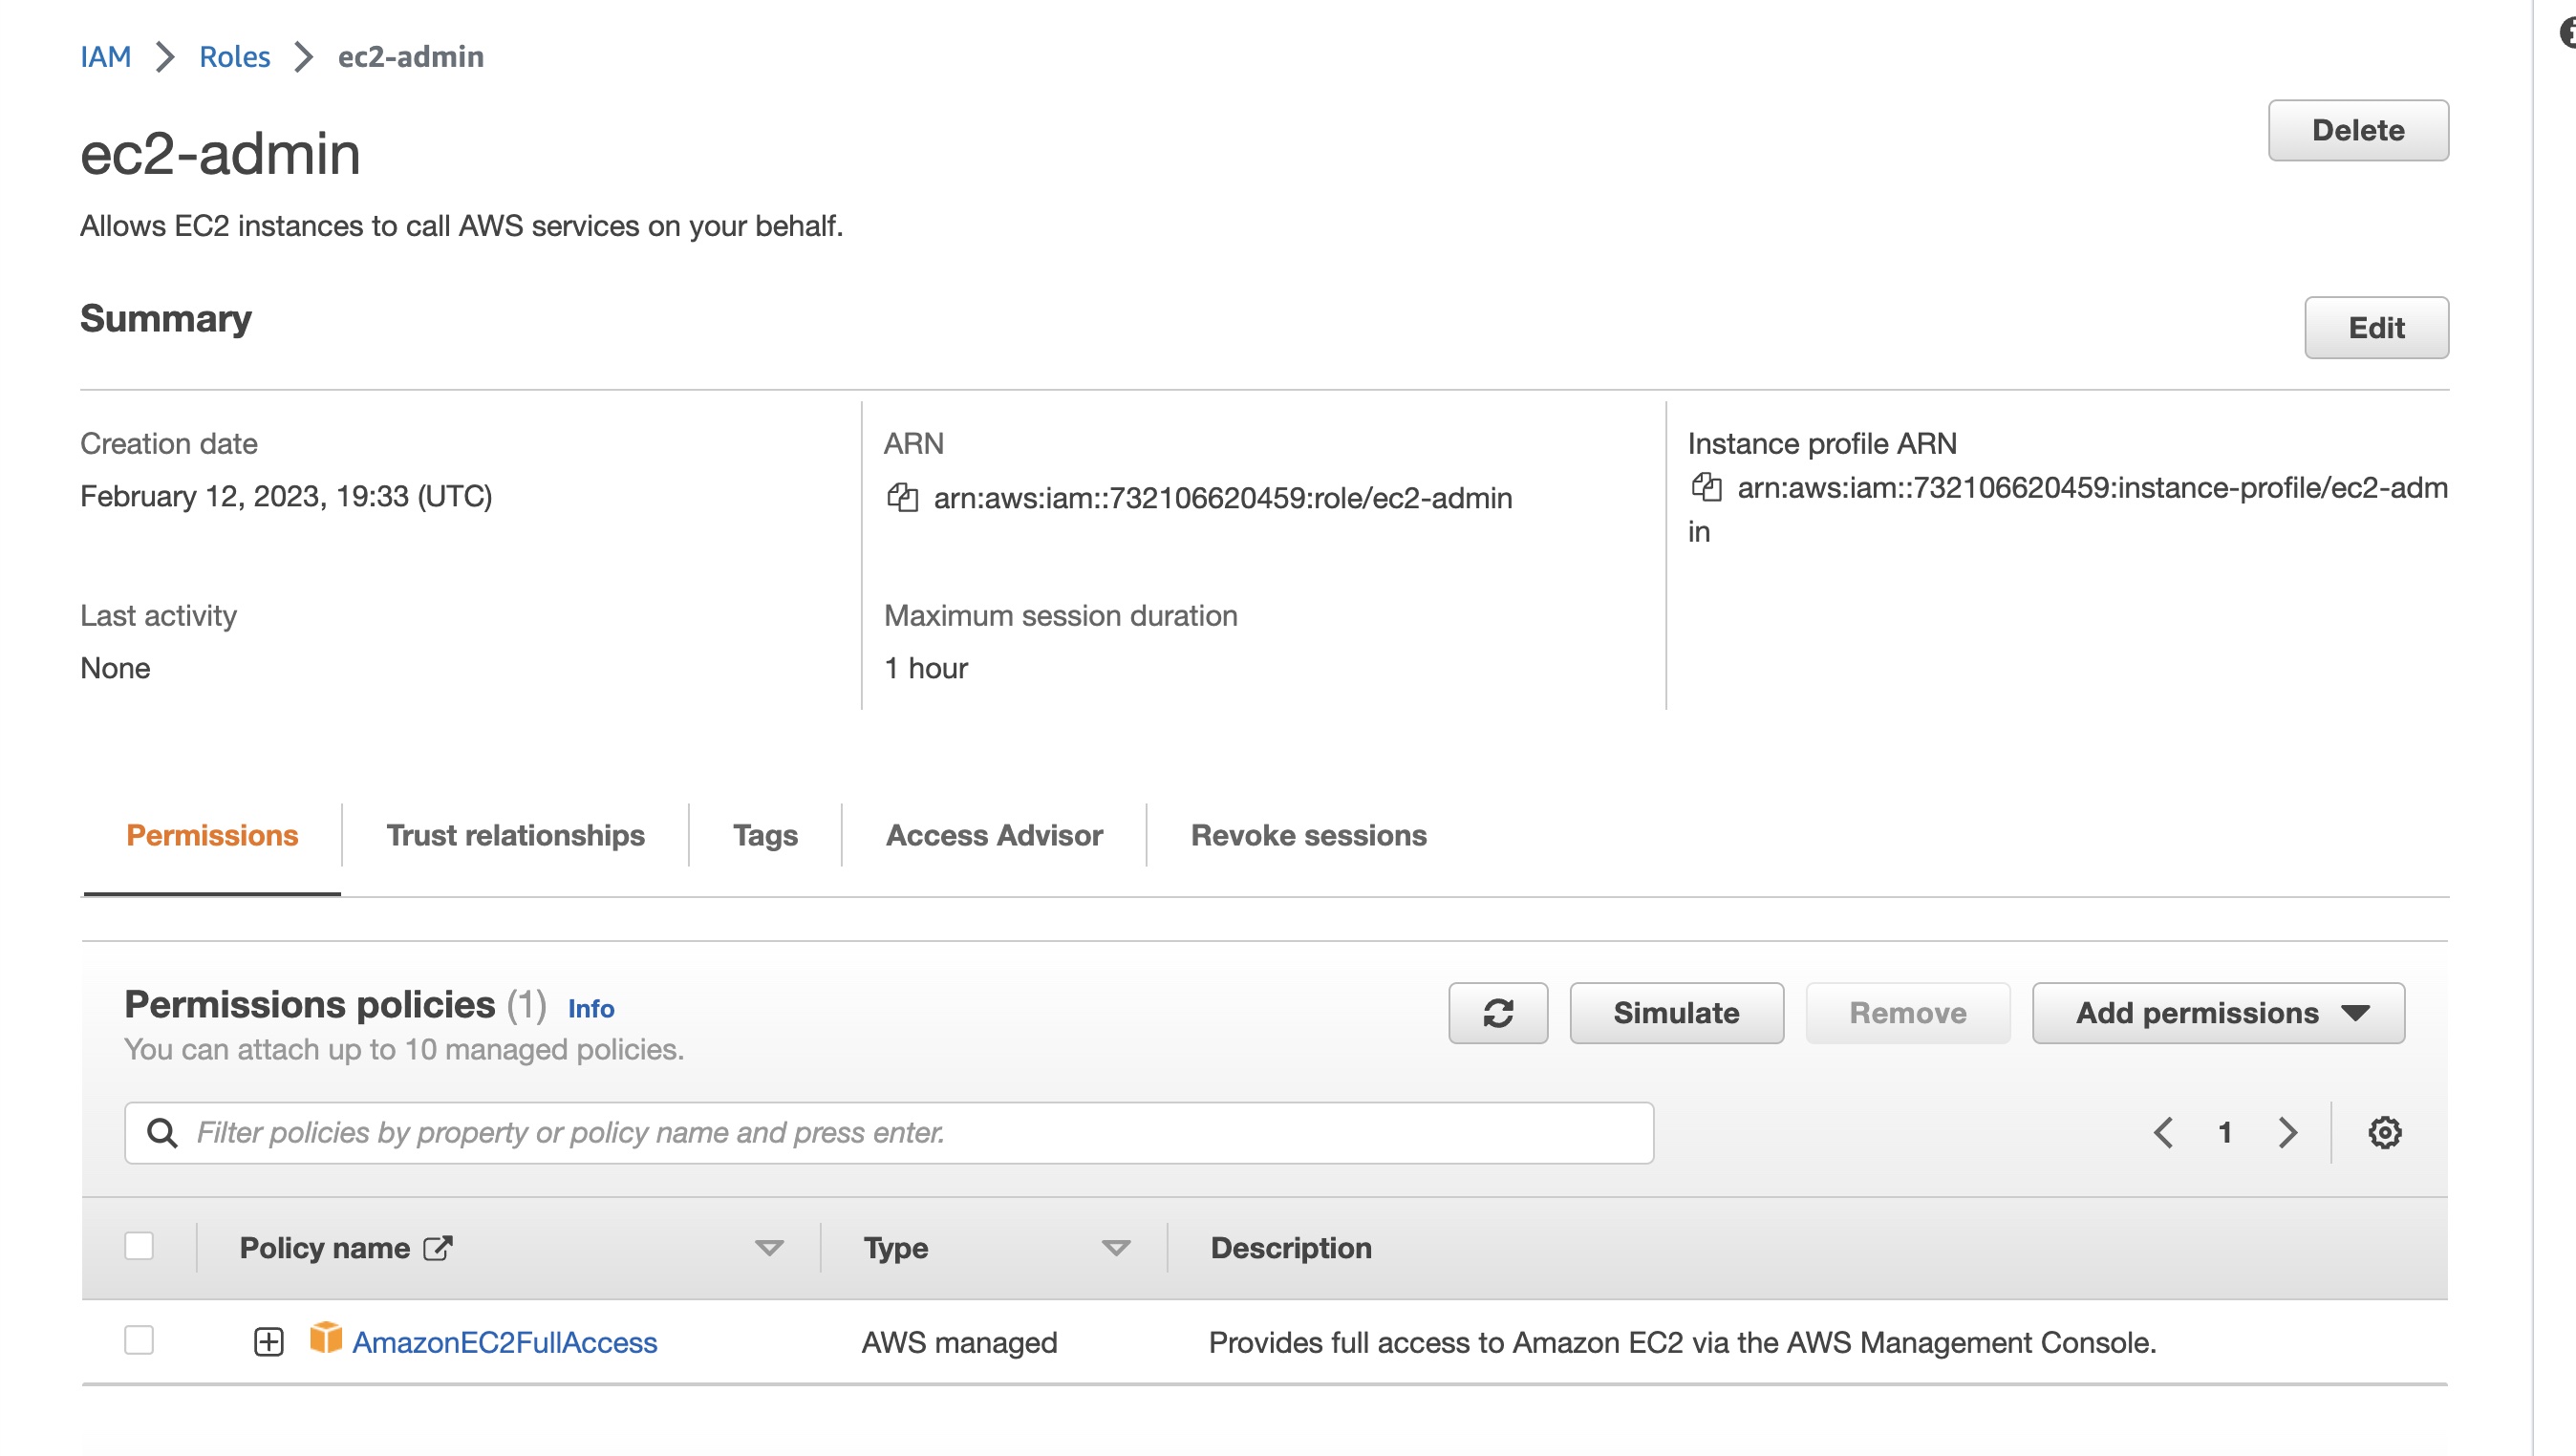 IAM > Roles > ec2-admin
ec2-admin
Delete
Allows EC2 instances to call AWS services on your behalf.
Summary
Edit
Creation date
February 12, 2023, 19:33 (UTC)
ARN
arn:aws:iam::732106620459:role/ec2-admin
Instance profile ARN
arn:aws:iam::732106620459:instance-profile/ec2-adm
in
Last activity
None
Maximum session duration
1 hour
Permissions
Trust relationships
Tags
Access Advisor
Revoke sessions
Permissions policies (1) Info
You can attach up to 10 managed policies.
Simulate
Remove
Add permissions
Filter policies by property or policy name and press enter.
1
Policy name
Type
Description
AmazonEC2FullAccess
AWS managed
Provides full access to Amazon EC2 via the AWS Management Console.